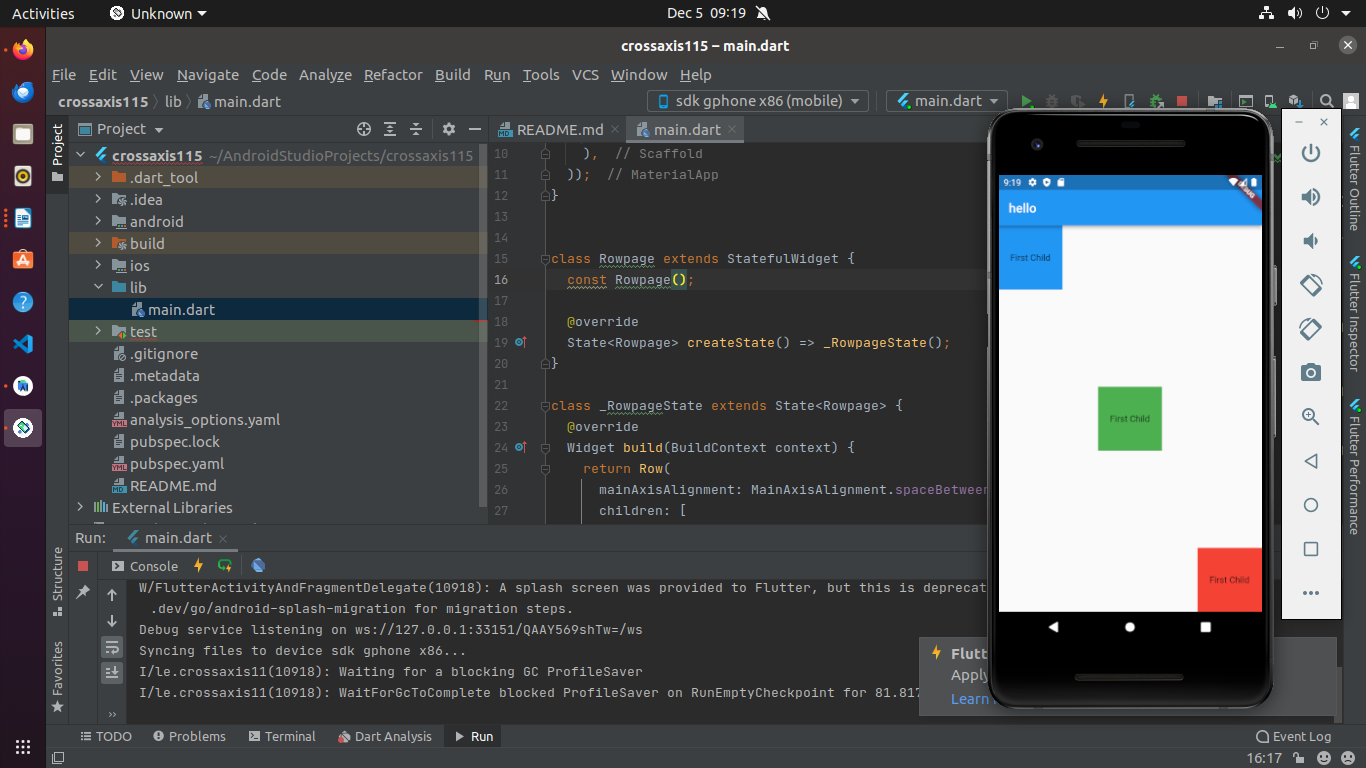 Activities
Unknown
Dec 5 09:19
crossaxis115 – main.dart
File Edit View Navigate Code Analyze Refactor Build Run Tools VCS Window Help
crossaxis115 lib main.dart
sdk gphone x86 (mobile)
main.dart
Project
Project
crossaxis115 ~/AndroidStudioProjects/crossaxis115
.dart_tool
.idea
android
build
ios
lib
main.dart
test
.gitignore
.metadata
.packages
analysis_options.yaml
pubspec.lock
pubspec.yaml
README.md
External Libraries
Structure
Favorites
README.md
main.dart
10 ), // Scaffold
11 )); // MaterialApp
12 }
13
14
15 class Rowpage extends StatefulWidget {
16 const Rowpage();
17
18 @override
19 State<Rowpage> createState() => _RowpageState();
20 }
21
22 class _RowpageState extends State<Rowpage> {
23 @override
24 Widget build(BuildContext context) {
25 return Row(
26 mainAxisAlignment: MainAxisAlignment.spaceBetween
27 children: [
9:19
hello
First Child
First Child
First Child
Flutter Outline
Flutter Inspector
Flutter Performance
Run:
main.dart
Console
W/FlutterActivityAndFragmentDelegate(10918): A splash screen was provided to Flutter, but this is deprecat
.dev/go/android-splash-migration for migration steps.
Debug service listening on ws://127.0.0.1:33151/QAAY569shTw=/ws
Syncing files to device sdk gphone x86...
I/le.crossaxis11(10918): Waiting for a blocking GC ProfileSaver
I/le.crossaxis11(10918): WaitForGcToComplete blocked ProfileSaver on RunEmptyCheckpoint for 81.817
Flutt
Apply
Learn
TODO
Problems
Terminal
Dart Analysis
Run
Event Log
16:17